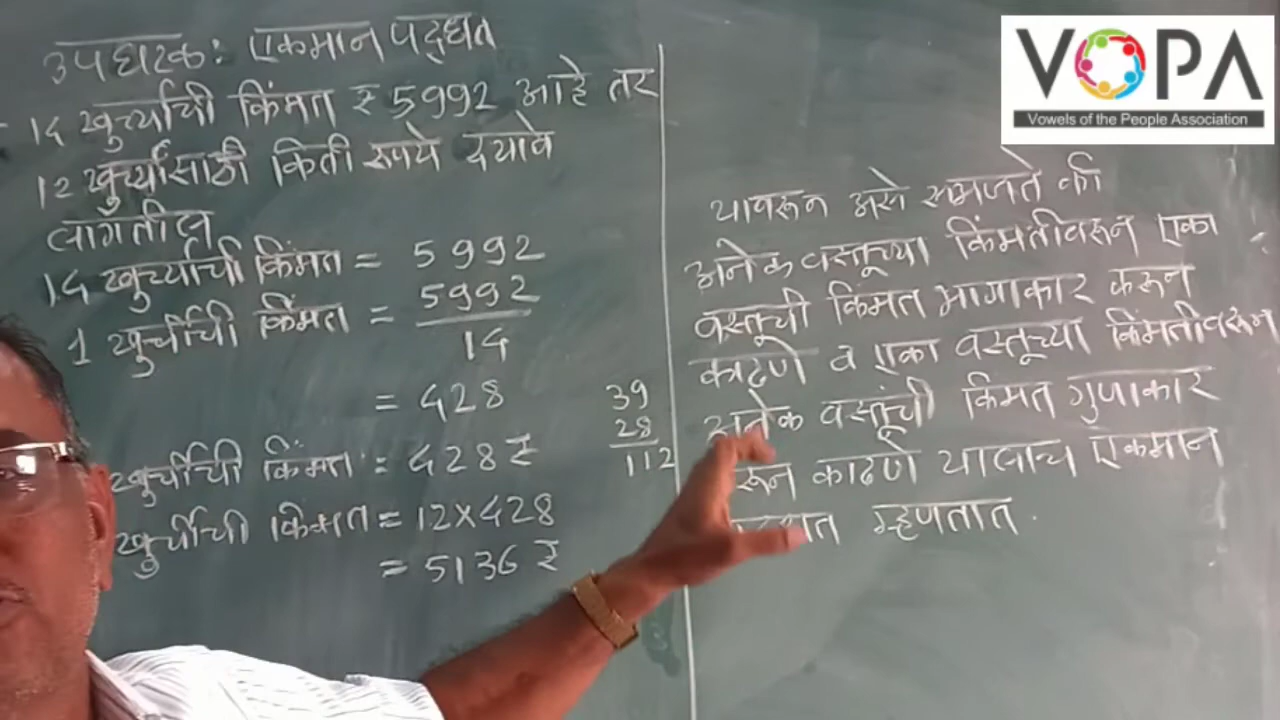 उपघटक: एकमान पद्धत
14 खुर्च्यांची किंमत ₹ 5992 आहे तर
12 खुर्च्यांसाठी किती रूपये दयावे
लागतील
14 खुर्च्यांची किंमत = 5992
1 खुर्चीची किंमत = 5992
14
= 428
39
28
112
खुर्चीची किंमत = 428 ₹
खुर्चीची किंमत = 12×428
= 5136 ₹
VOPA
Vowels of the People Association
यावरून असे समजते की
अनेक वस्तूच्या किंमतीवरून एका
वस्तूची किंमत भागाकार करून
काढणे व एका वस्तूच्या किंमतीवरून
अनेक वस्तूंची किंमत गुणाकार
रून काढणे यालाच एकमान
म्हणतात.